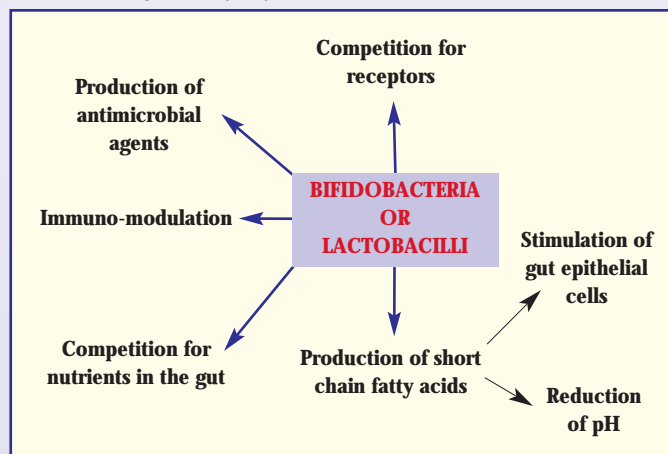 Competition for
receptors
Production of
antimicrobial
agents
BIFIDOBACTERIA
OR
LACTOBACILLI
Immuno-modulation
Stimulation of
gut epithelial
cells
Competition for
nutrients in the gut
Production of short
chain fatty acids
Reduction
of pH